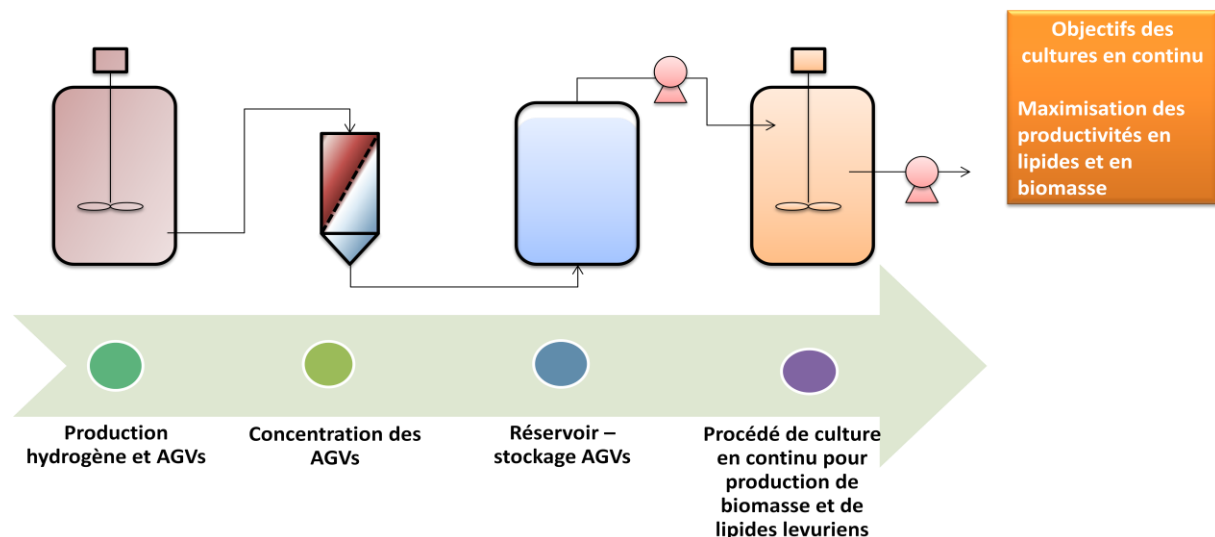 Objectifs des
cultures en continu
Maximisation des
productivités en
lipides et en
biomasse
Production
hydrogène et AGVs
Concentration des
AGVs
Réservoir –
stockage AGVs
Procédé de culture
en continu pour
production de
biomasse et de
lipides levuriens